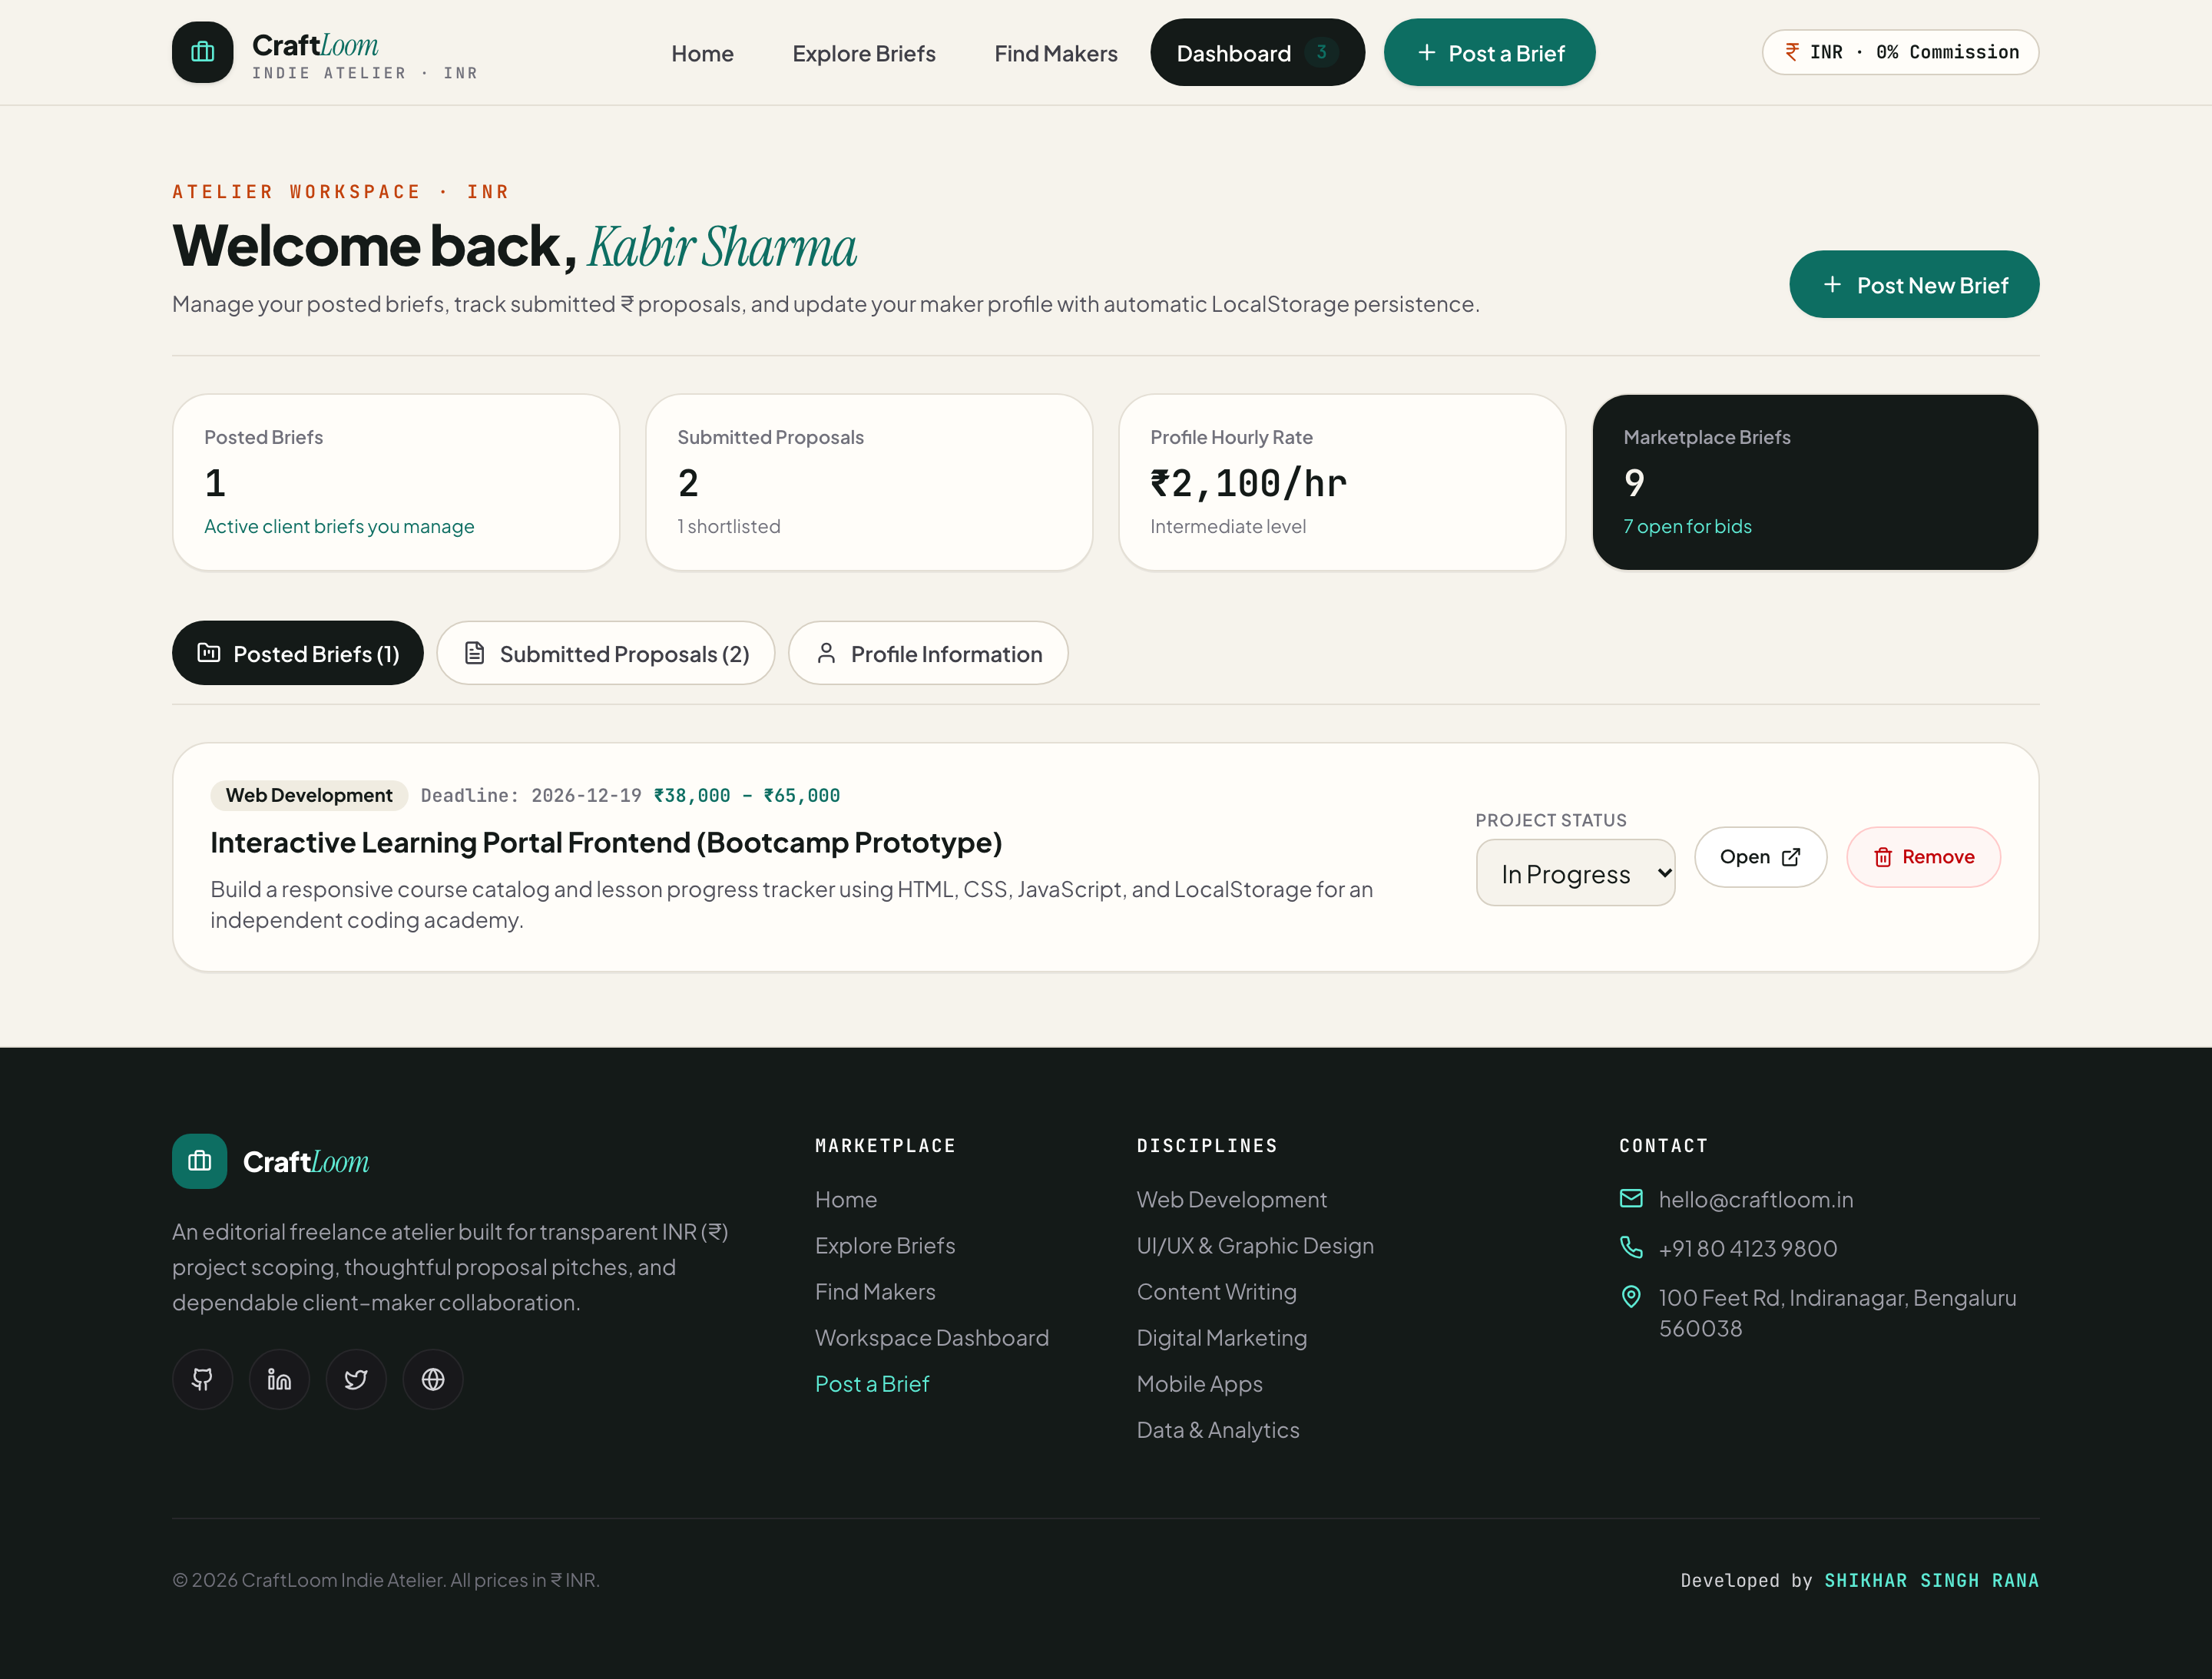 CraftLoom
INDIE ATELIER · INR
Home
Explore Briefs
Find Makers
Dashboard 3
+ Post a Brief
₹ INR · 0% Commission
ATELIER WORKSPACE · INR
Welcome back, Kabir Sharma
Manage your posted briefs, track submitted ₹ proposals, and update your maker profile with automatic LocalStorage persistence.
+ Post New Brief
Posted Briefs
1
Active client briefs you manage
Submitted Proposals
2
1 shortlisted
Profile Hourly Rate
₹2,100/hr
Intermediate level
Marketplace Briefs
9
7 open for bids
Posted Briefs (1)
Submitted Proposals (2)
Profile Information
Web Development Deadline: 2026-12-19 ₹38,000 – ₹65,000
Interactive Learning Portal Frontend (Bootcamp Prototype)
Build a responsive course catalog and lesson progress tracker using HTML, CSS, JavaScript, and LocalStorage for an
independent coding academy.
PROJECT STATUS
In Progress
Open
Remove
CraftLoom
An editorial freelance atelier built for transparent INR (₹)
project scoping, thoughtful proposal pitches, and
dependable client–maker collaboration.
MARKETPLACE
Home
Explore Briefs
Find Makers
Workspace Dashboard
Post a Brief
DISCIPLINES
Web Development
UI/UX & Graphic Design
Content Writing
Digital Marketing
Mobile Apps
Data & Analytics
CONTACT
hello@craftloom.in
+91 80 4123 9800
100 Feet Rd, Indiranagar, Bengaluru
560038
© 2026 CraftLoom Indie Atelier. All prices in ₹ INR.
Developed by SHIKHAR SINGH RANA